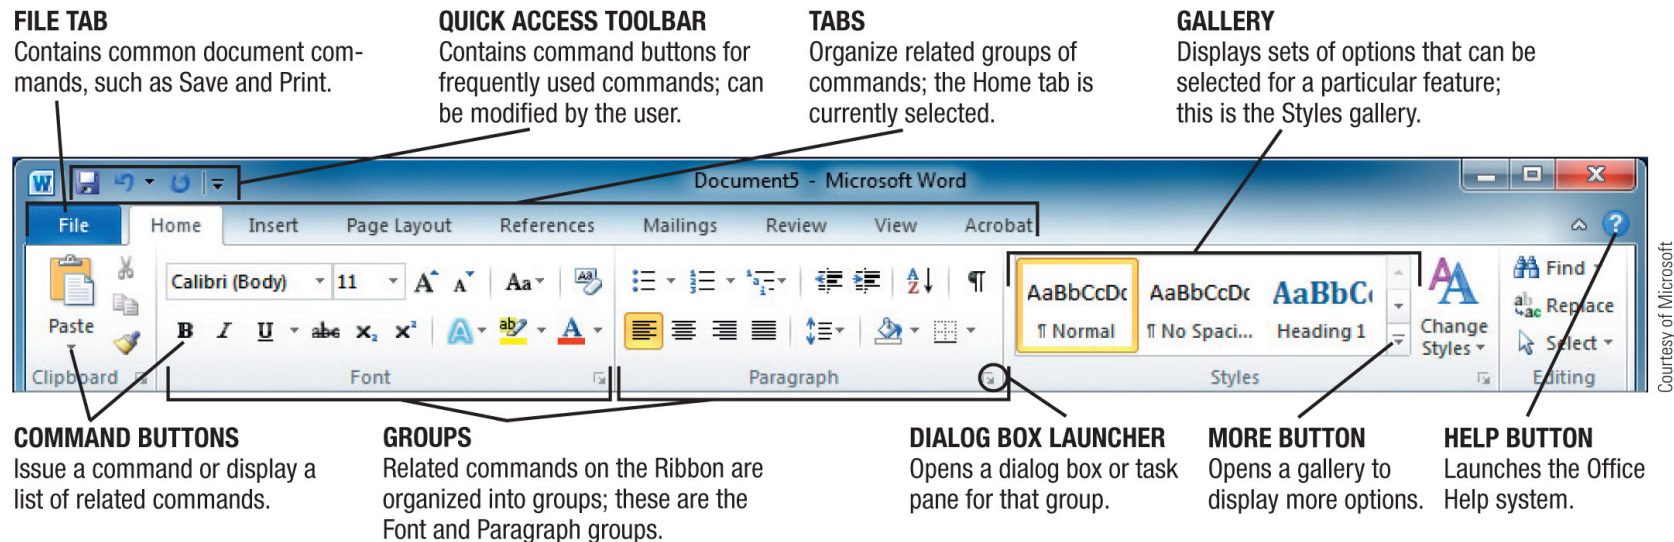 FILE TAB
Contains common document com-
mands, such as Save and Print.
QUICK ACCESS TOOLBAR
Contains command buttons for
frequently used commands; can
be modified by the user.
TABS
Organize related groups of
commands; the Home tab is
currently selected.
GALLERY
Displays sets of options that can be
selected for a particular feature;
this is the Styles gallery.
W
Document5 - Microsoft Word
File Home Insert Page Layout References Mailings Review View Acrobat
?
Paste
Clipboard
Calibri (Body) 11 A A Aa
B I U abc x₂ x² A ab A
Font
A Z ¶
Paragraph
AaBbCcDc AaBbCcDc AaBbC
¶ Normal ¶ No Spaci... Heading 1
Styles
Change
Styles
Find
Replace
Select
Editing
Courtesy of Microsoft
COMMAND BUTTONS
Issue a command or display a
list of related commands.
GROUPS
Related commands on the Ribbon are
organized into groups; these are the
Font and Paragraph groups.
DIALOG BOX LAUNCHER
Opens a dialog box or task
pane for that group.
MORE BUTTON
Opens a gallery to
display more options.
HELP BUTTON
Launches the Office
Help system.